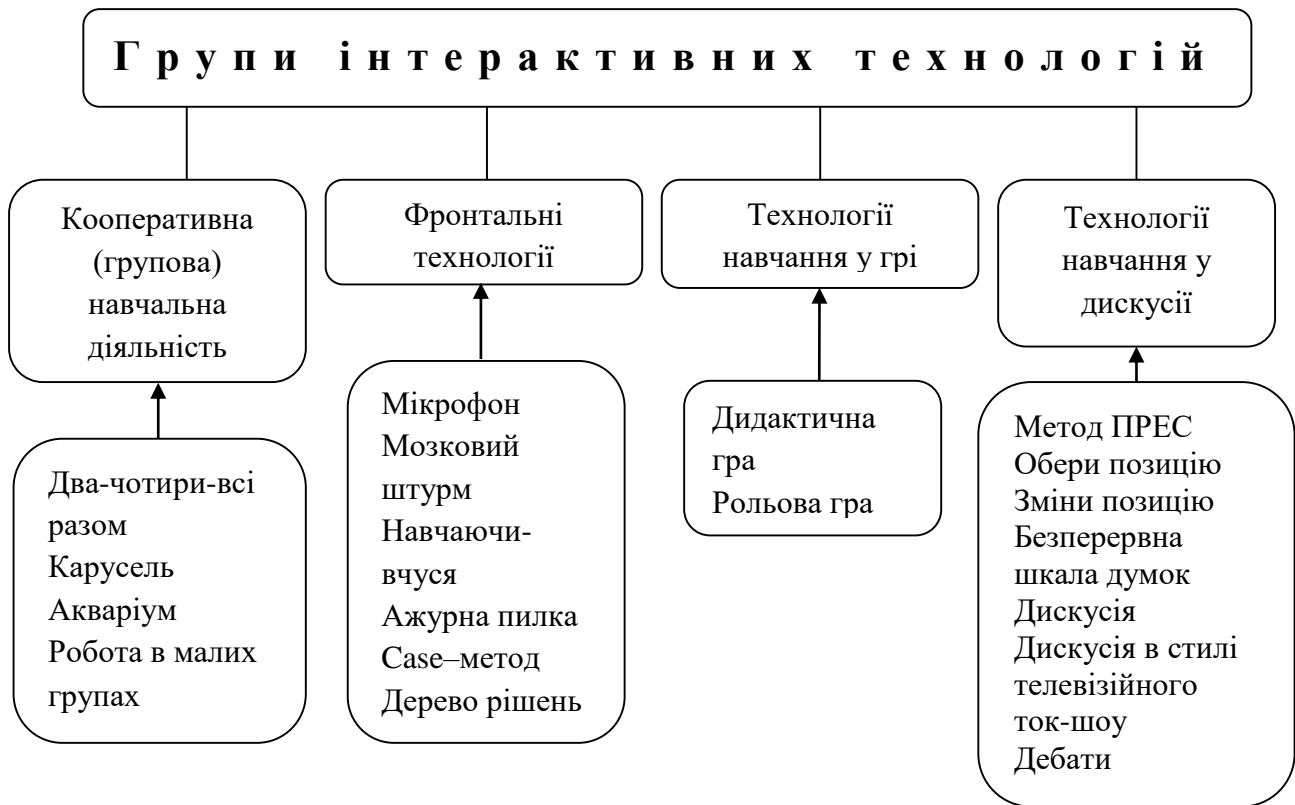 Групи інтерактивних технологій
Кооперативна
(групова)
навчальна
діяльність
Фронтальні
технології
Технології
навчання у грі
Технології
навчання у
дискусії
Два-чотири-всі
разом
Карусель
Акваріум
Робота в малих
групах
Мікрофон
Мозковий
штурм
Навчаючи-
вчуся
Ажурна пилка
Case–метод
Дерево рішень
Дидактична
гра
Рольова гра
Метод ПРЕС
Обери позицію
Зміни позицію
Безперервна
шкала думок
Дискусія
Дискусія в стилі
телевізійного
ток-шоу
Дебати